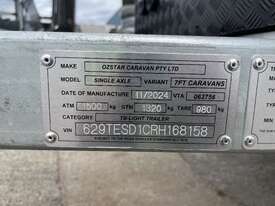 MAKE OZSTAR CARAVAN PTY LTD
MODEL SINGLE AXLE VARIANT 7FT CARAVANS
DATE OF MANUFACTURE 11/2024 VTA 062756
ATM 1500 kg GTM 1320 kg TARE 980 kg
CATEGORY TB-LIGHT TRAILER
VIN 629TESD1CRH168158